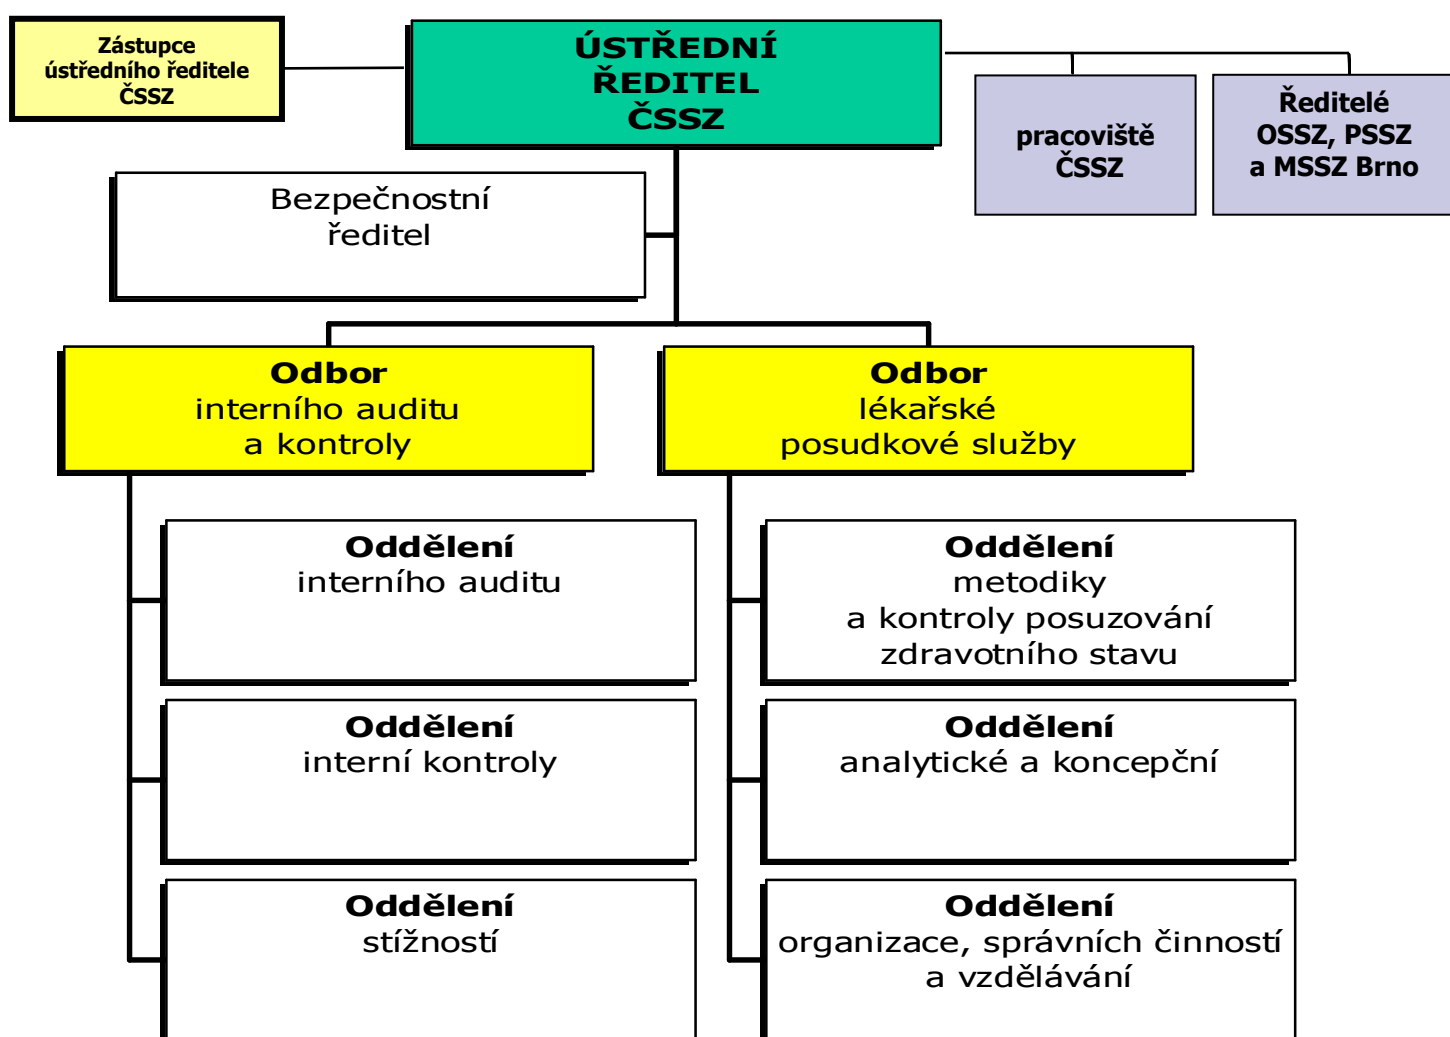 Zástupce
ústředního ředitele
ČSSZ
ÚSTŘEDNÍ
ŘEDITEL
ČSSZ
pracoviště
ČSSZ
Ředitelé
OSSZ, PSSZ
a MSSZ Brno
Bezpečnostní
ředitel
Odbor
interního auditu
a kontroly
Odbor
lékařské
posudkové služby
Oddělení
interního auditu
Oddělení
metodiky
a kontroly posuzování
zdravotního stavu
Oddělení
interní kontroly
Oddělení
analytické a koncepční
Oddělení
stížností
Oddělení
organizace, správních činností
a vzdělávání